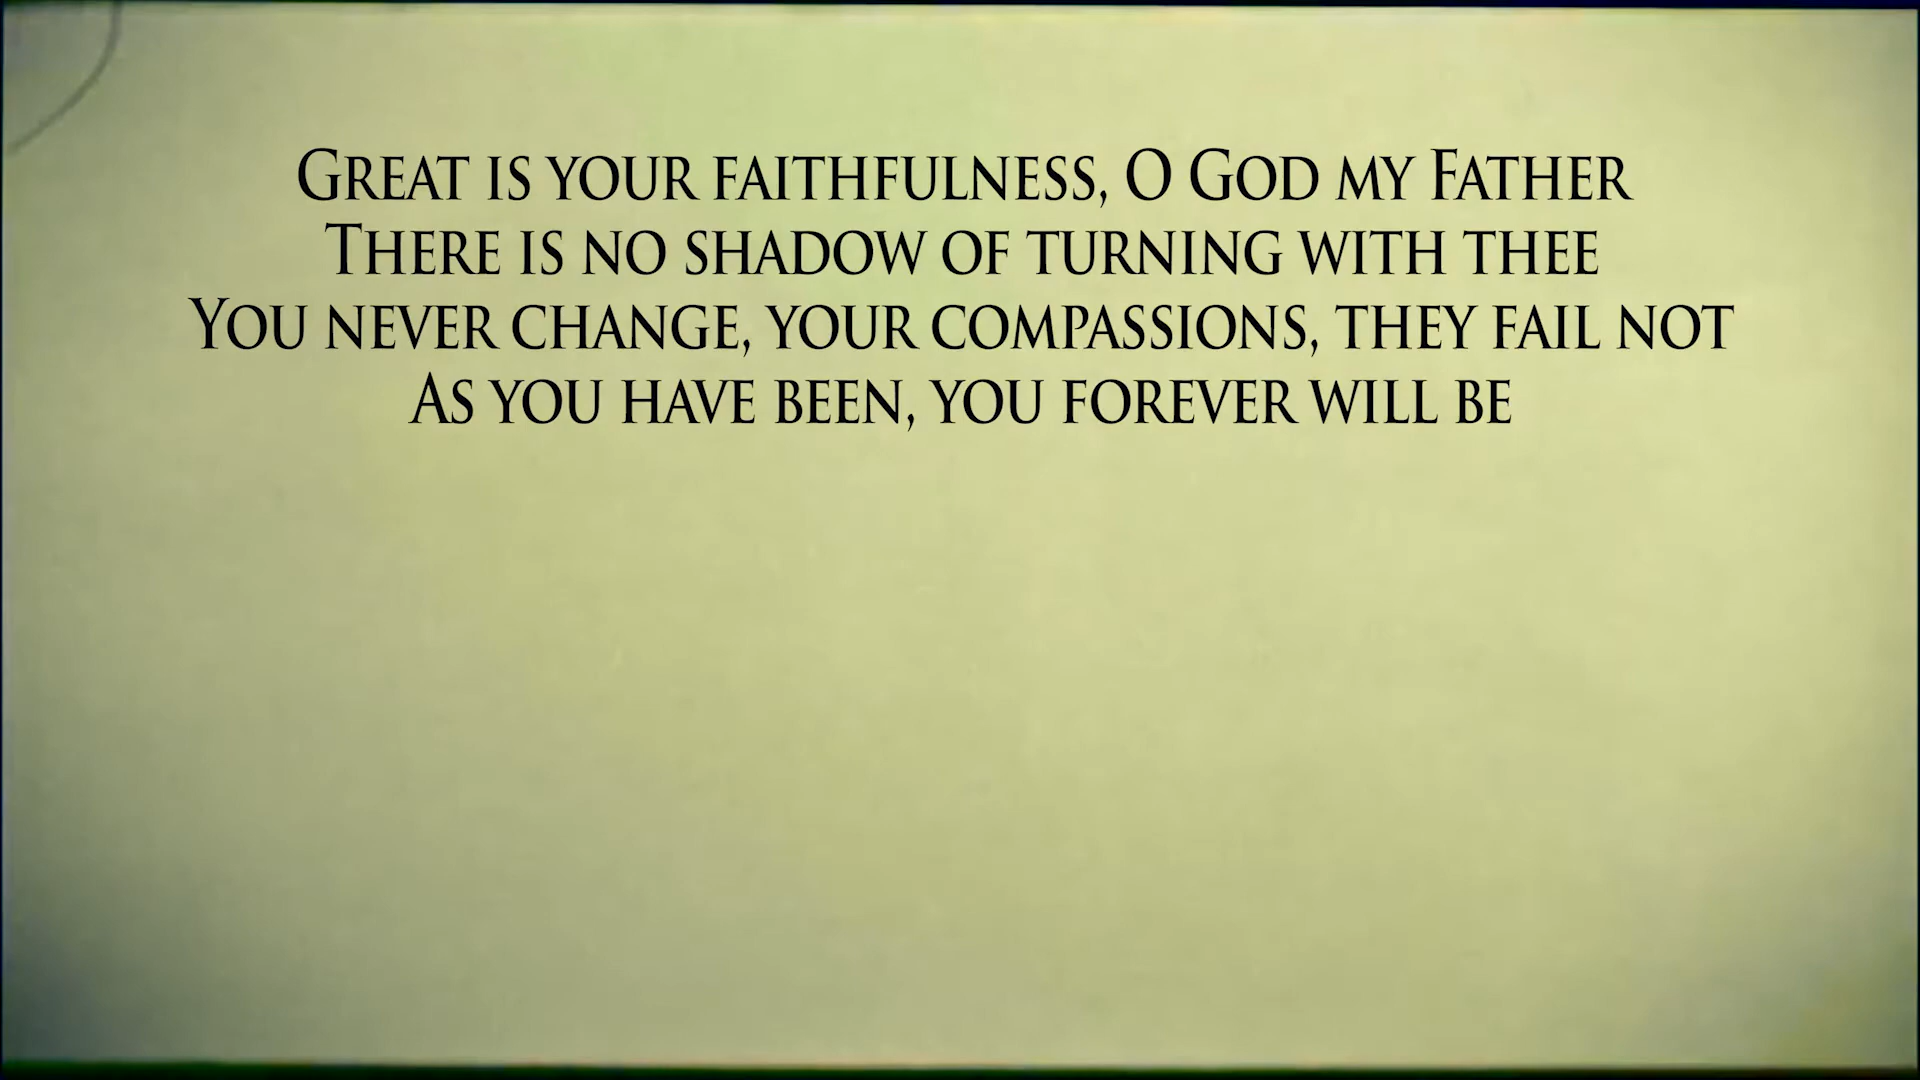 Great is your faithfulness, O God my Father
There is no shadow of turning with thee
You never change, your compassions, they fail not
As you have been, you forever will be